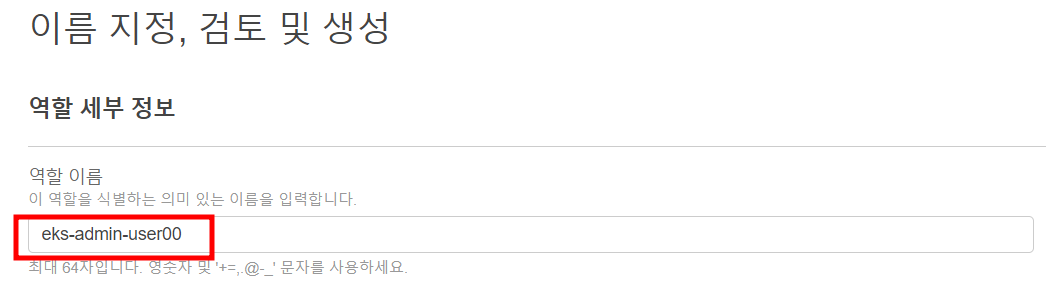 이름 지정, 검토 및 생성
역할 세부 정보
역할 이름
이 역할을 식별하는 의미 있는 이름을 입력합니다.
eks-admin-user00
최대 64자입니다. 영숫자 및 '+=,.@-_' 문자를 사용하세요.